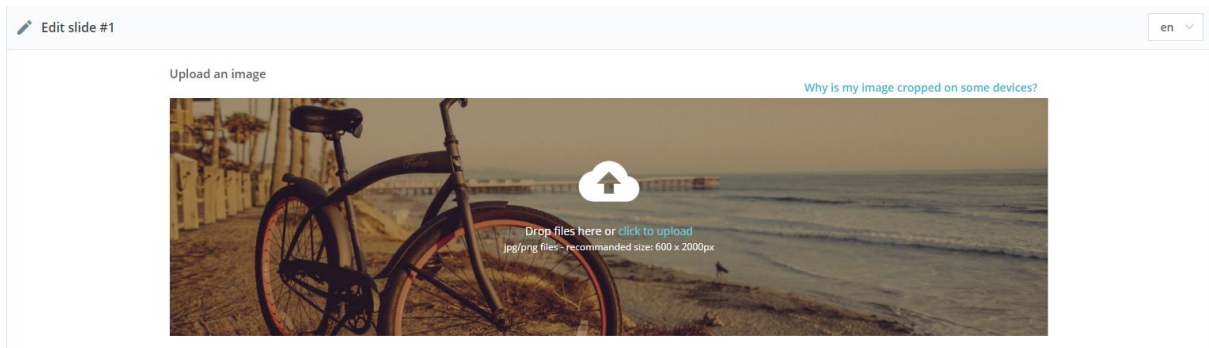 Edit slide #1
en
Upload an image
Why is my image cropped on some devices?
Drop files here or click to upload
jpg/png files - recommanded size: 600 x 2000px